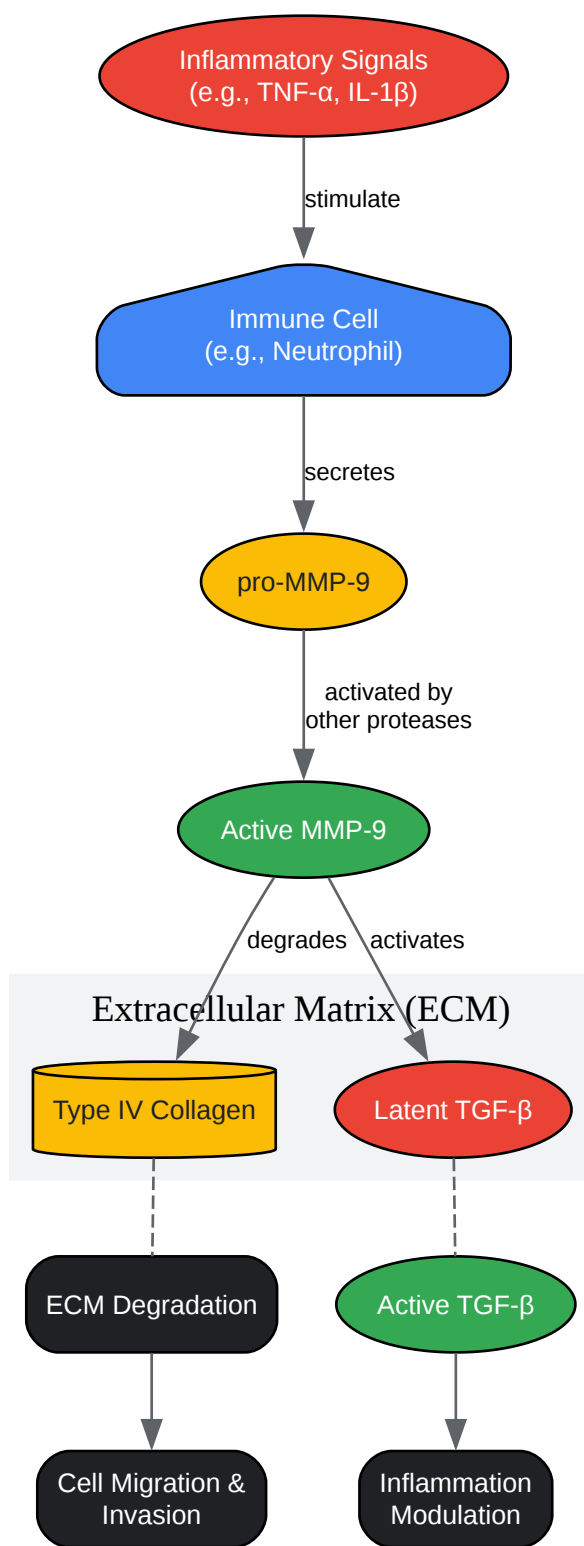 Inflammatory Signals
(e.g., TNF-α, IL-1β)
stimulate
Immune Cell
(e.g., Neutrophil)
secretes
pro-MMP-9
activated by
other proteases
Active MMP-9
degrades
activates
Extracellular Matrix (ECM)
Type IV Collagen
Latent TGF-β
ECM Degradation
Active TGF-β
Cell Migration &
Invasion
Inflammation
Modulation